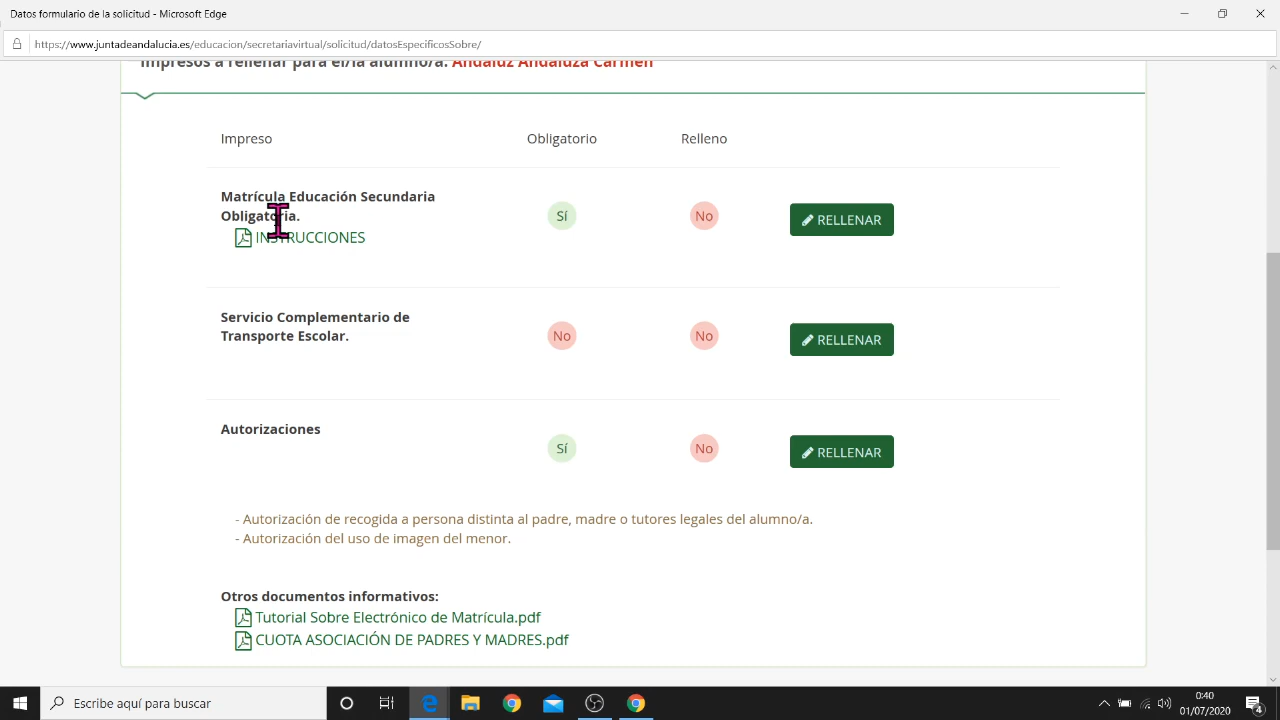 Datos formulario de la solicitud - Microsoft Edge
https://www.juntadeandalucia.es/educacion/secretariavirtual/solicitud/datosEspecificosSobre/
Impresos a rellenar para el/la alumno/a: Andaluz Andaluza Carmen
Impreso Obligatorio Relleno
Matrícula Educación Secundaria
Obligatoria.
INSTRUCCIONES
Sí No RELLENAR
Servicio Complementario de
Transporte Escolar.
No No RELLENAR
Autorizaciones
Sí No RELLENAR
- Autorización de recogida a persona distinta al padre, madre o tutores legales del alumno/a.
- Autorización del uso de imagen del menor.
Otros documentos informativos:
Tutorial Sobre Electrónico de Matrícula.pdf
CUOTA ASOCIACIÓN DE PADRES Y MADRES.pdf
Escribe aquí para buscar
0:40
01/07/2020
4